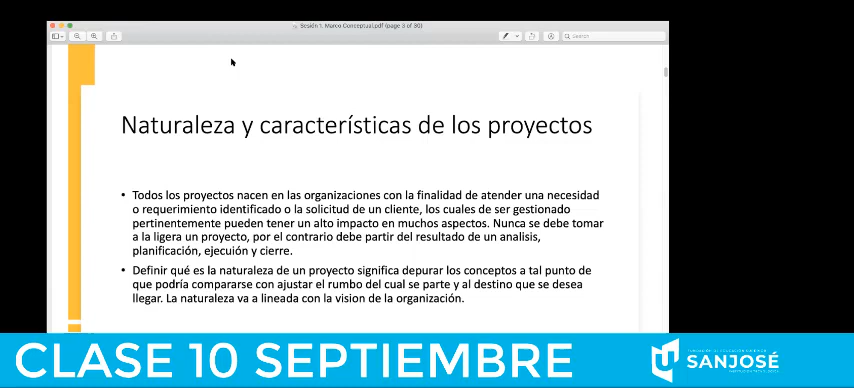 Sesión 1. Marco Conceptual.pdf (page 3 of 30)
Search
Naturaleza y características de los proyectos
• Todos los proyectos nacen en las organizaciones con la finalidad de atender una necesidad
o requerimiento identificado o la solicitud de un cliente, los cuales de ser gestionado
pertinentemente pueden tener un alto impacto en muchos aspectos. Nunca se debe tomar
a la ligera un proyecto, por el contrario debe partir del resultado de un analisis,
planificación, ejecuión y cierre.
• Definir qué es la naturaleza de un proyecto significa depurar los conceptos a tal punto de
que podría compararse con ajustar el rumbo del cual se parte y al destino que se desea
llegar. La naturaleza va a lineada con la vision de la organización.
CLASE 10 SEPTIEMBRE
SANJOSÉ